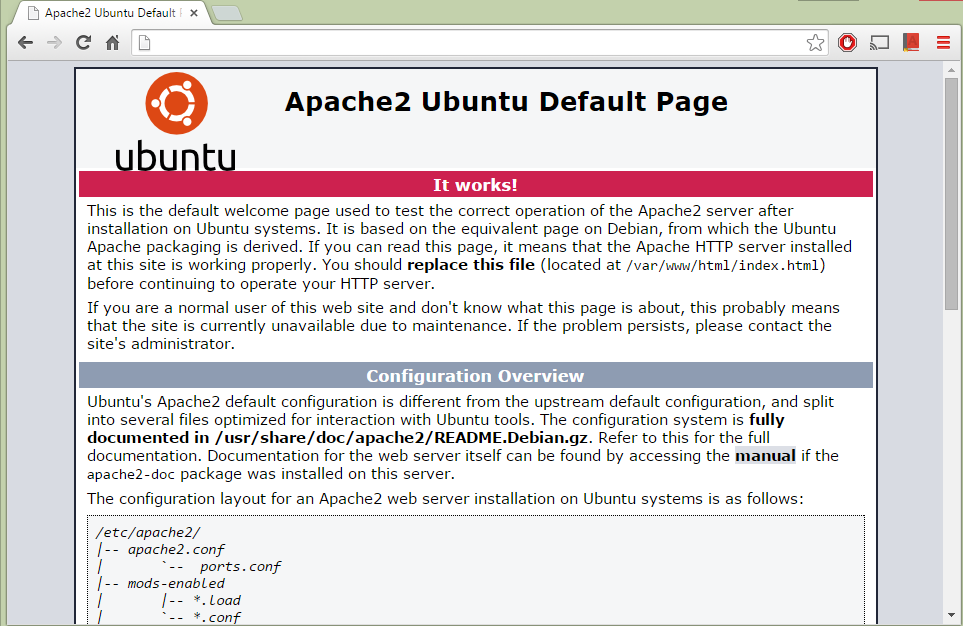 Apache2 Ubuntu Default
ubuntu
Apache2 Ubuntu Default Page
It works!
This is the default welcome page used to test the correct operation of the Apache2 server after
installation on Ubuntu systems. It is based on the equivalent page on Debian, from which the Ubuntu
Apache packaging is derived. If you can read this page, it means that the Apache HTTP server installed
at this site is working properly. You should replace this file (located at /var/www/html/index.html)
before continuing to operate your HTTP server.
If you are a normal user of this web site and don't know what this page is about, this probably means
that the site is currently unavailable due to maintenance. If the problem persists, please contact the
site's administrator.
Configuration Overview
Ubuntu's Apache2 default configuration is different from the upstream default configuration, and split
into several files optimized for interaction with Ubuntu tools. The configuration system is fully
documented in /usr/share/doc/apache2/README.Debian.gz. Refer to this for the full
documentation. Documentation for the web server itself can be found by accessing the manual if the
apache2-doc package was installed on this server.
The configuration layout for an Apache2 web server installation on Ubuntu systems is as follows:
/etc/apache2/
|-- apache2.conf
|       `--  ports.conf
|-- mods-enabled
|       |-- *.load
|       `-- *.conf